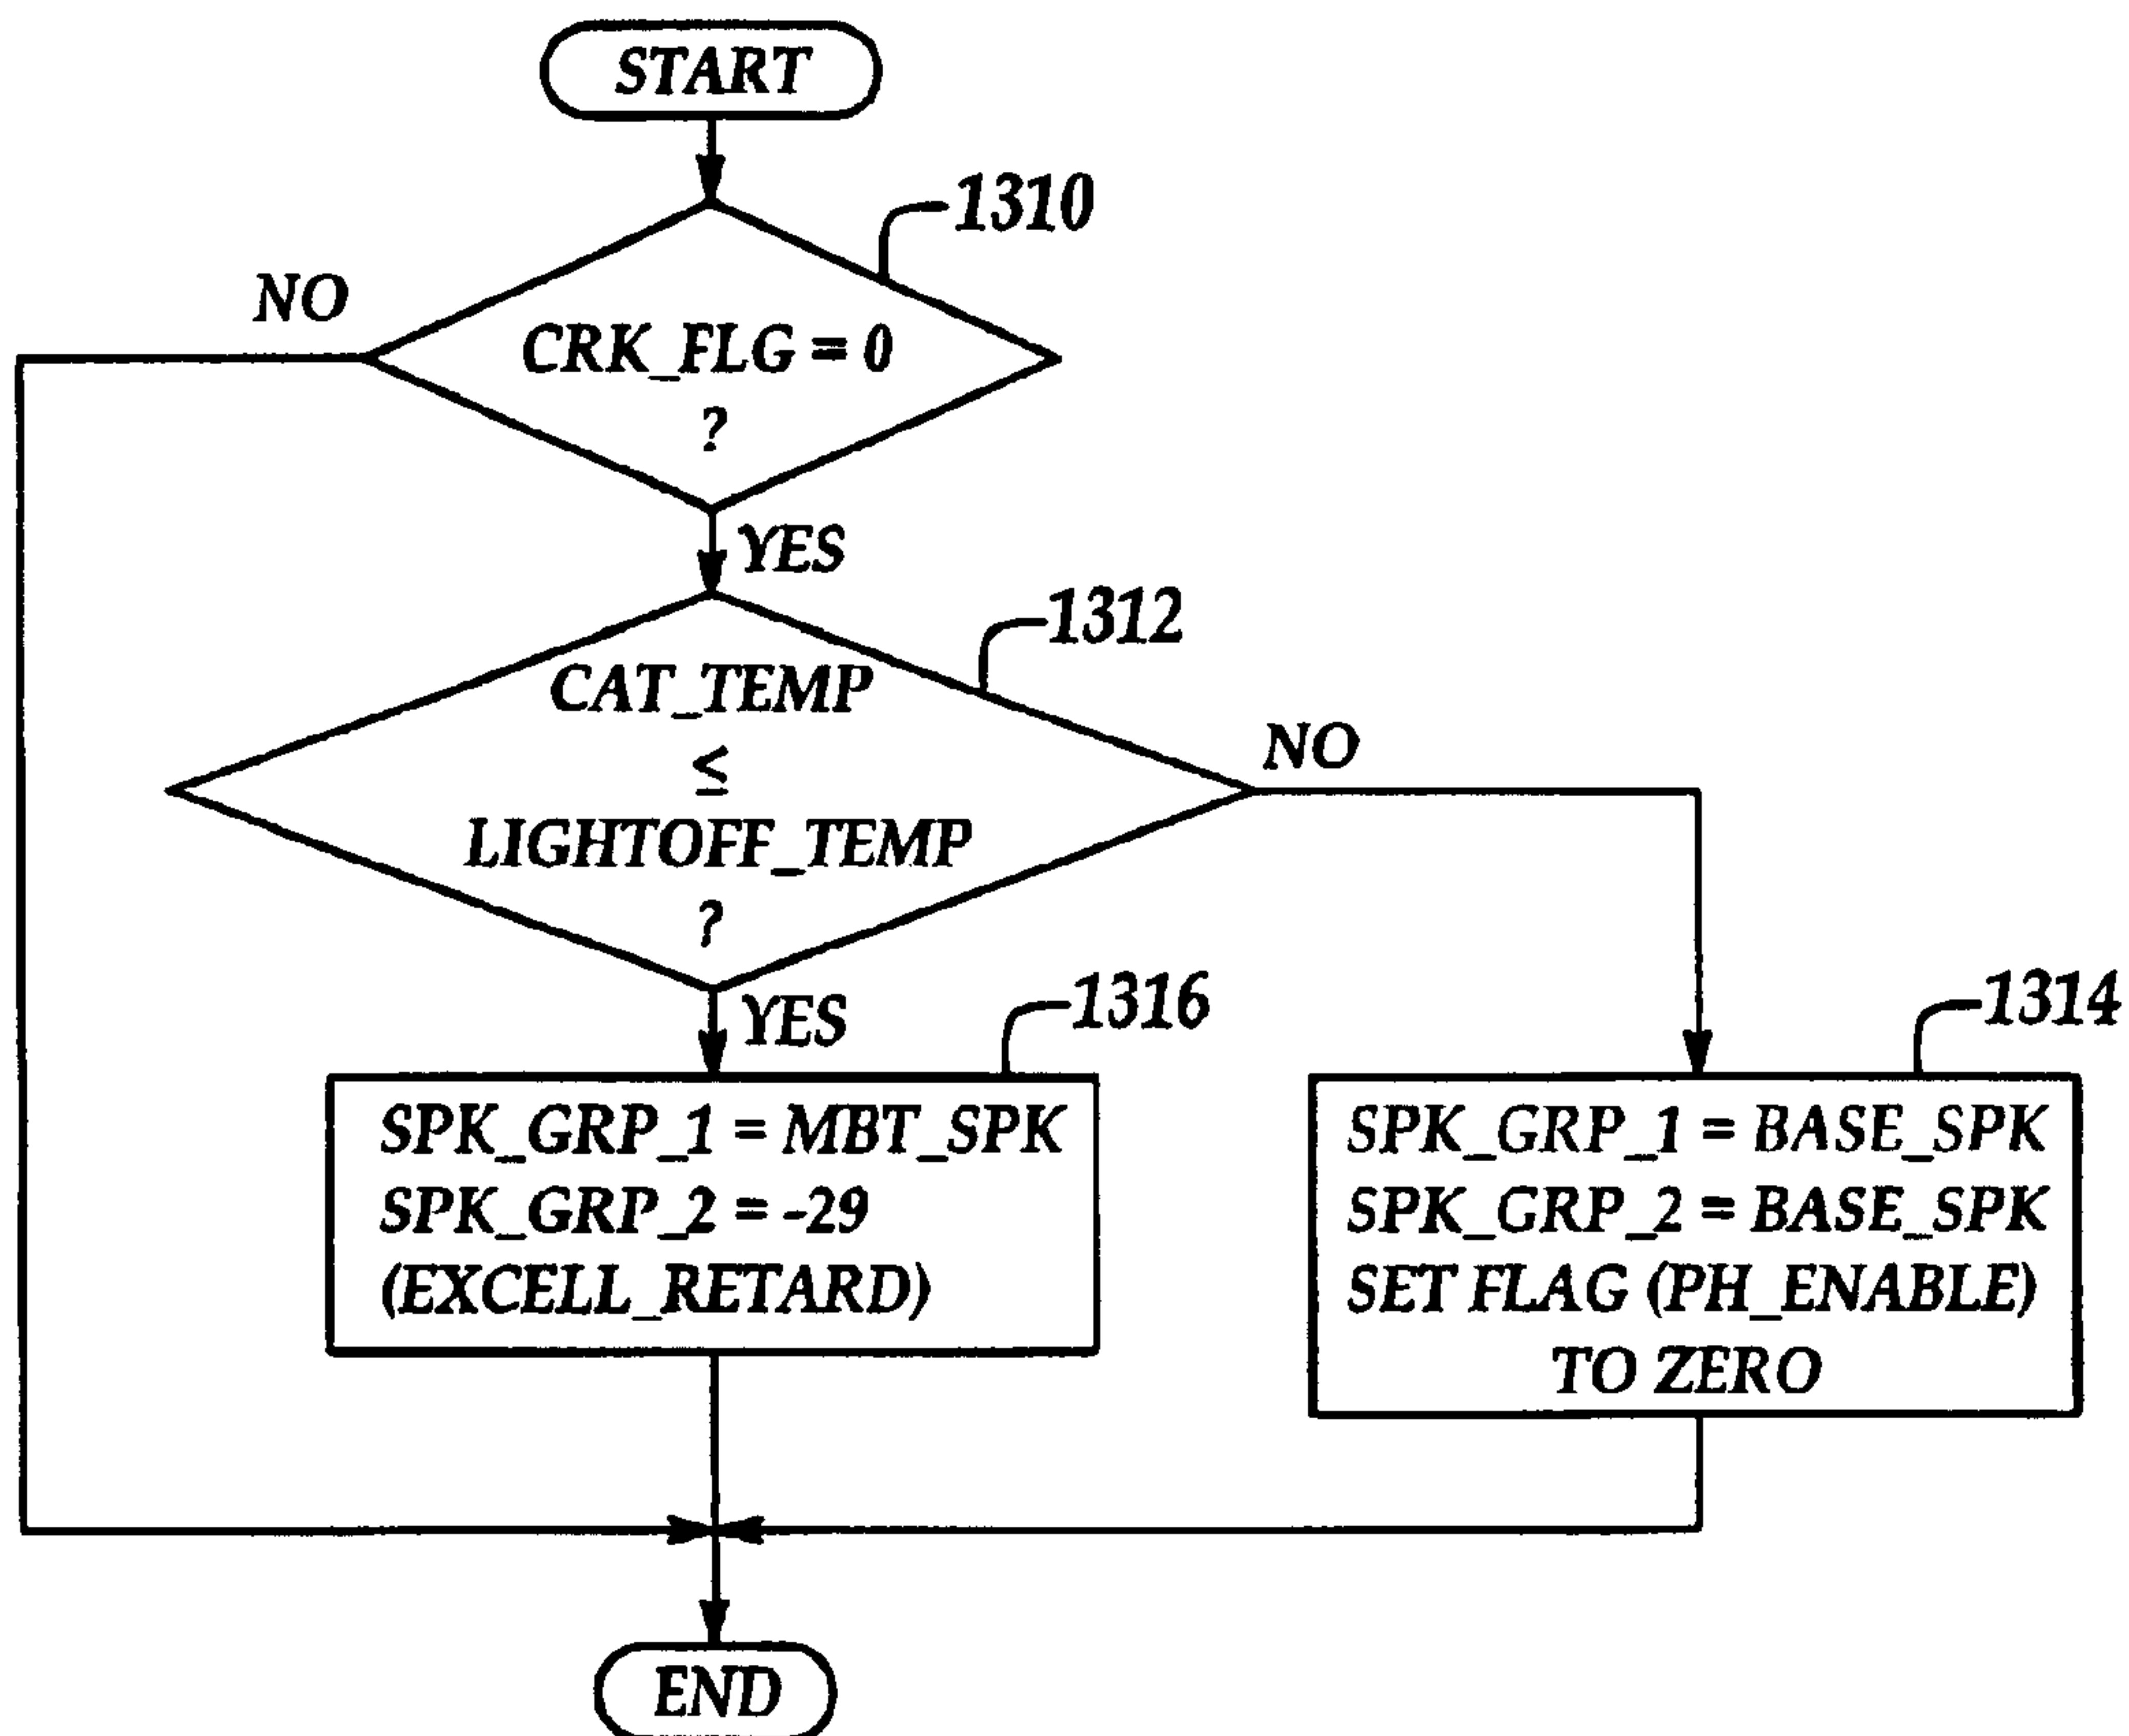 START
1310
NO
CRK_FLG = 0
?
YES
1312
CAT_TEMP
≤
LIGHTOFF_TEMP
?
NO
YES
1316
1314
SPK_GRP_1 = MBT_SPK
SPK_GRP_2 = -29
(EXCELL_RETARD)
SPK_GRP_1 = BASE_SPK
SPK_GRP_2 = BASE_SPK
SET FLAG (PH_ENABLE)
TO ZERO
END